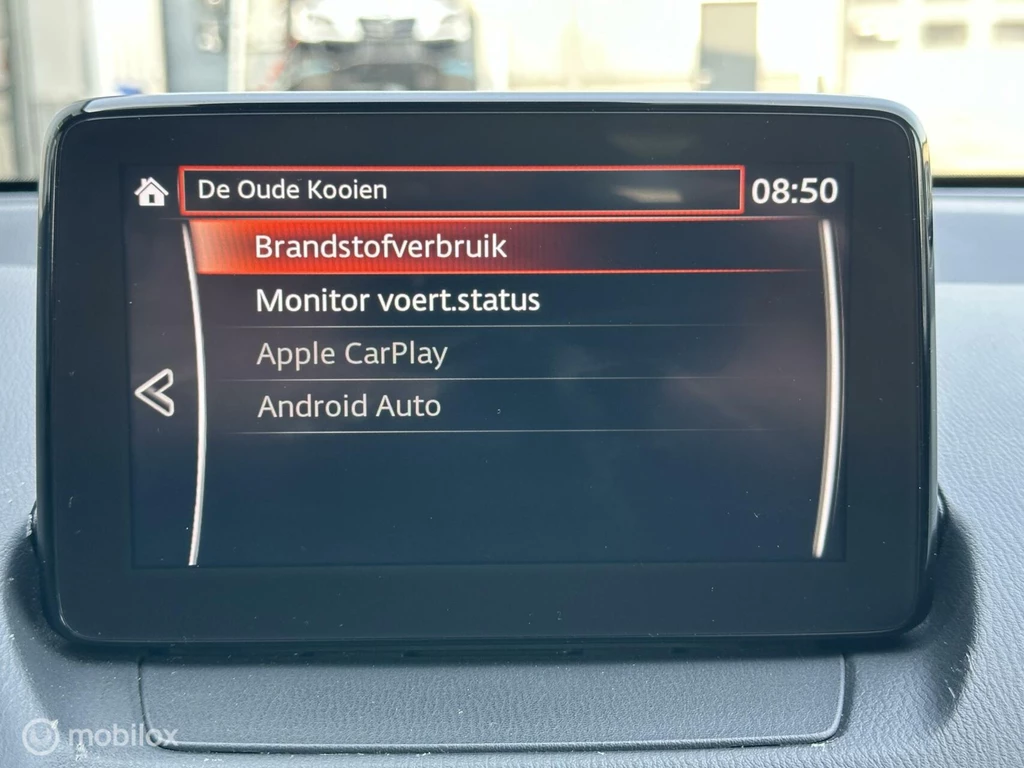 De Oude Kooien
08:50
Brandstofverbruik
Monitor voert.status
Apple CarPlay
Android Auto
mobilox